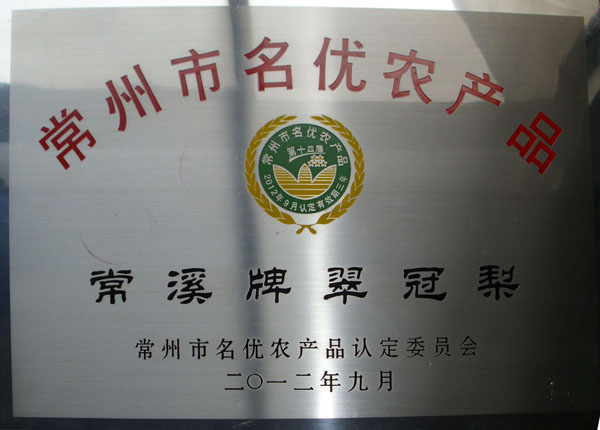 常州市名优农产品
常州市名优农产品
第十四届
2012年9月认定有效期三年
常溪牌翠冠梨
常州市名优农产品认定委员会
二〇一二年九月